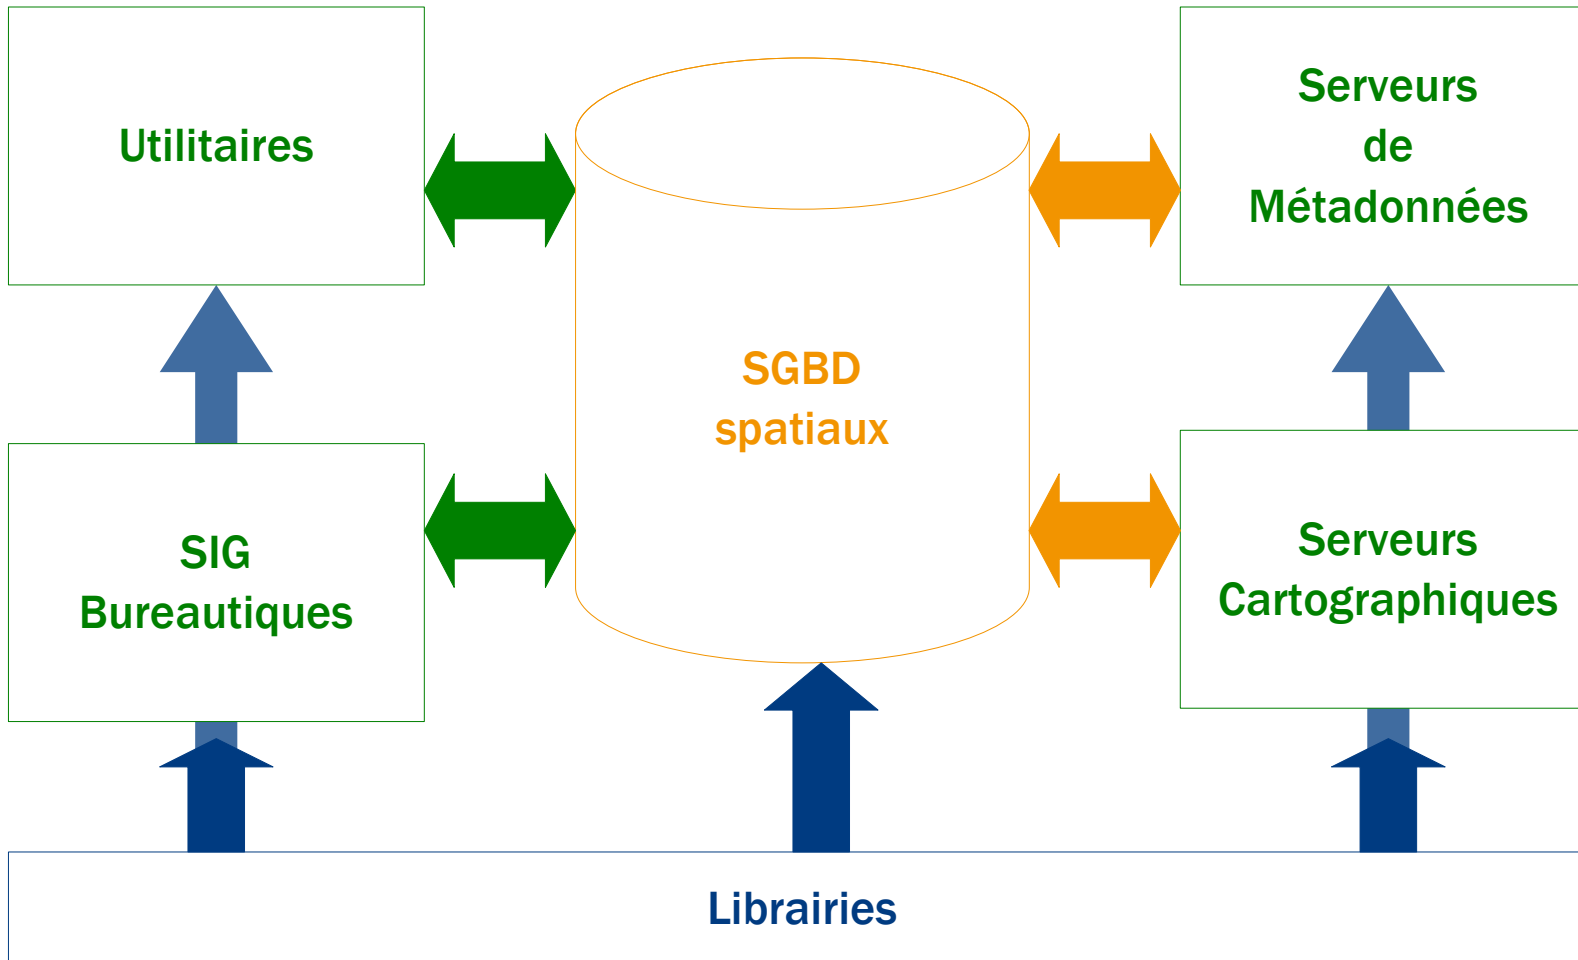 Utilitaires
Serveurs
de
Métadonnées
SGBD
spatiaux
SIG
Bureautiques
Serveurs
Cartographiques
Librairies